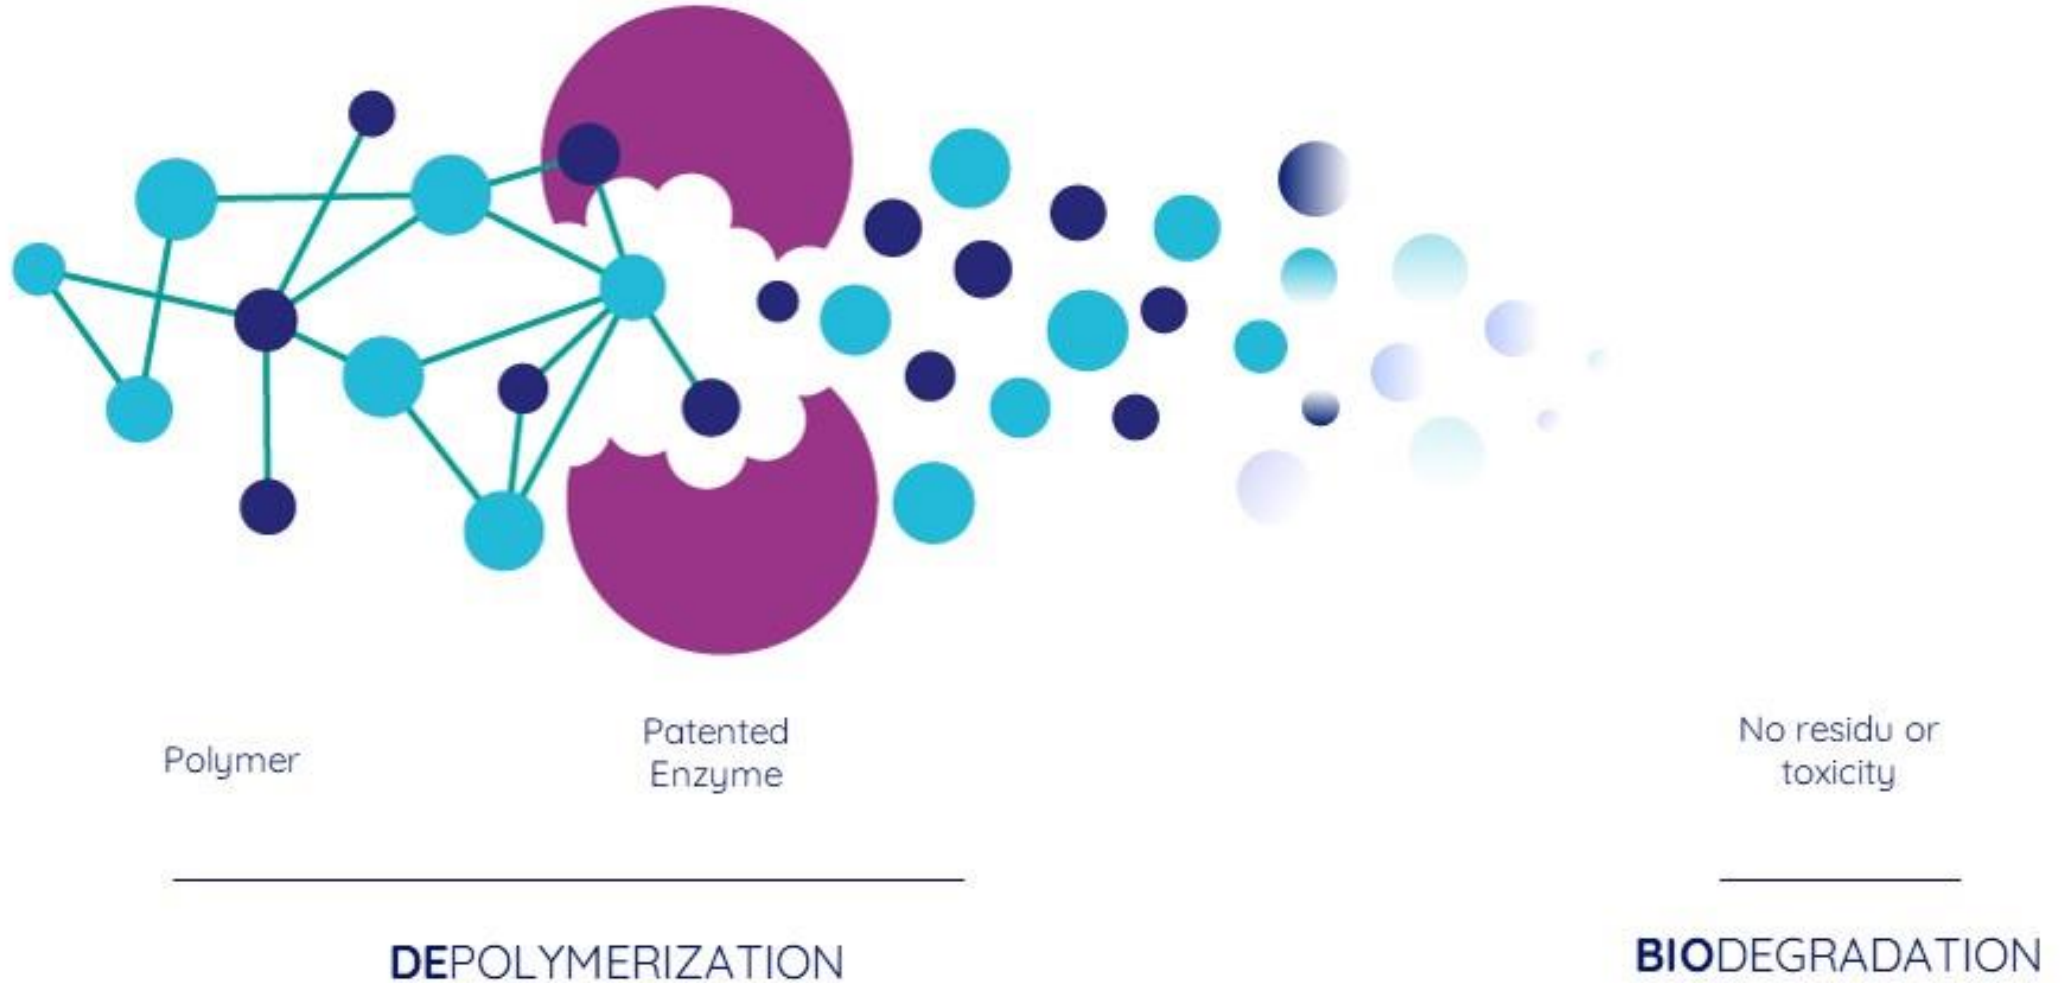 Polymer
Patented
Enzyme
No residu or
toxicity
DEPOLYMERIZATION
BIODEGRADATION